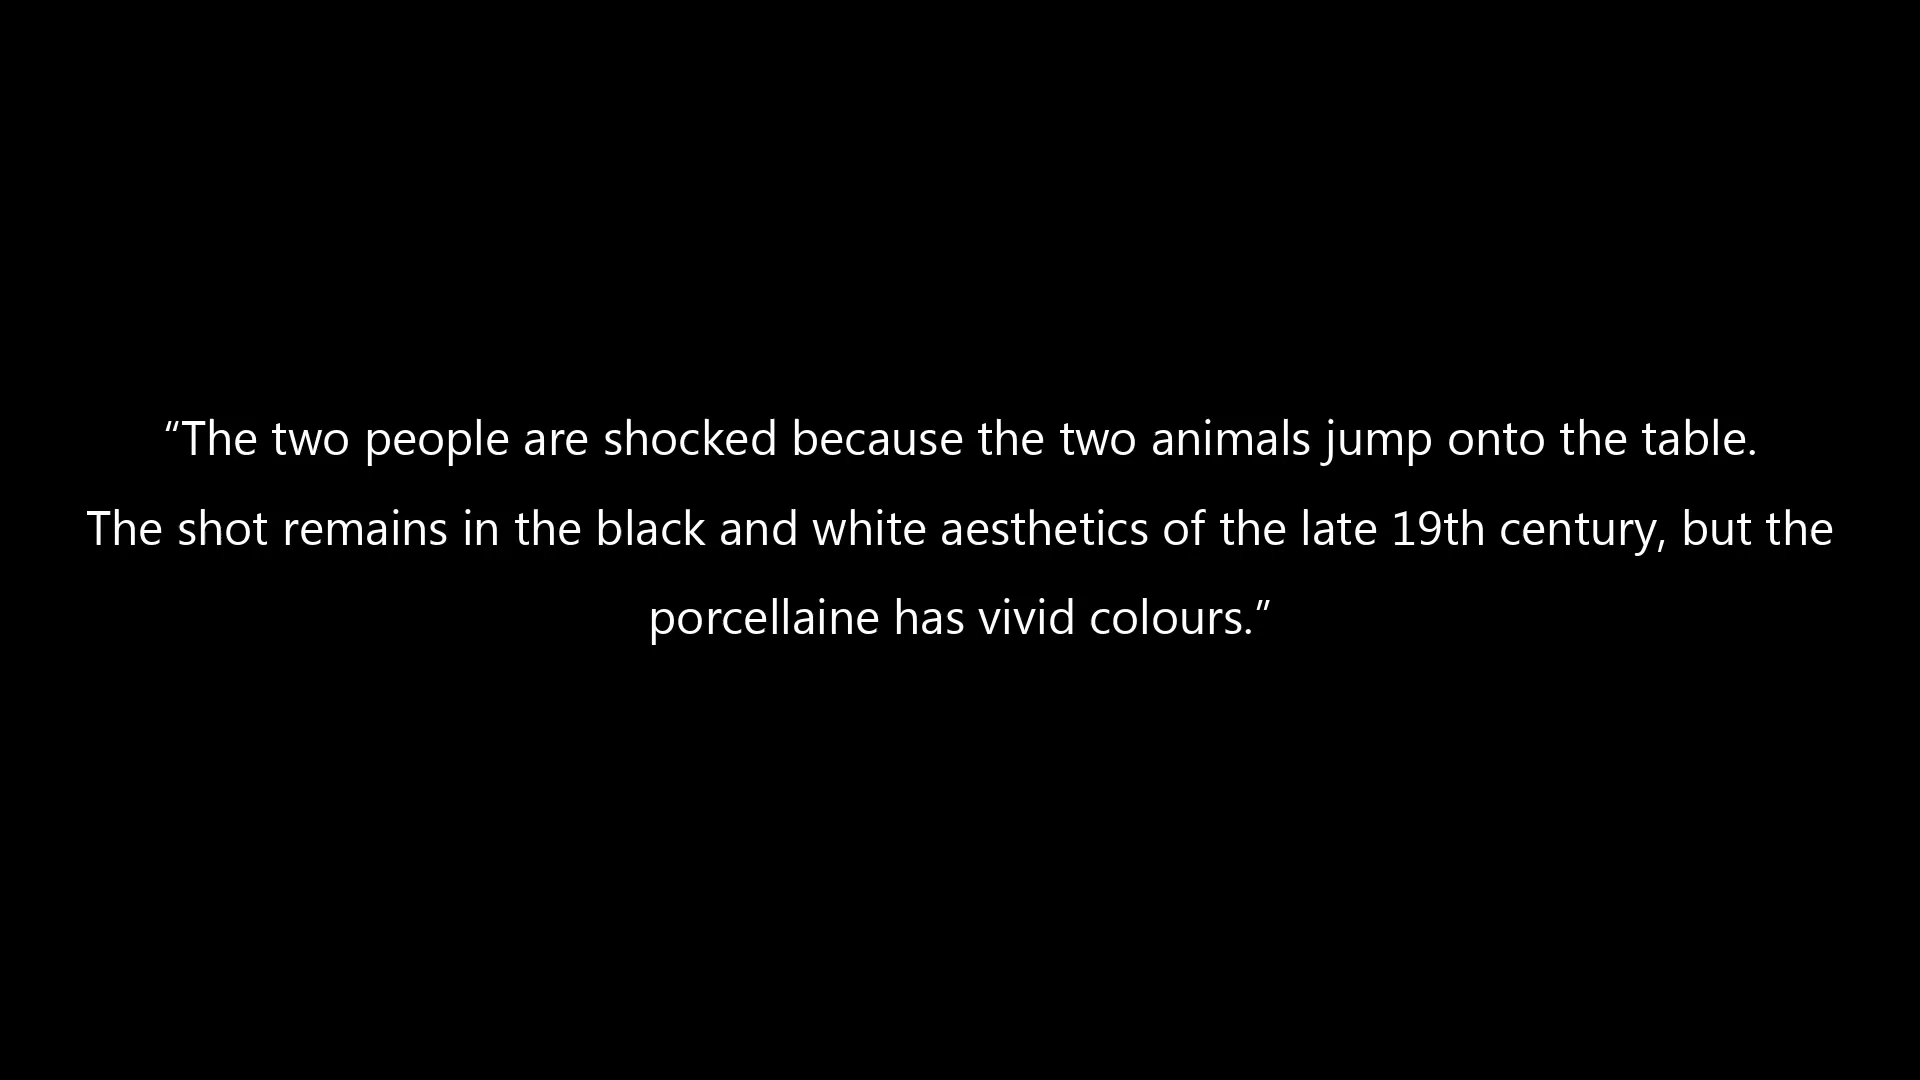 “The two people are shocked because the two animals jump onto the table.
The shot remains in the black and white aesthetics of the late 19th century, but the
porcellaine has vivid colours.”